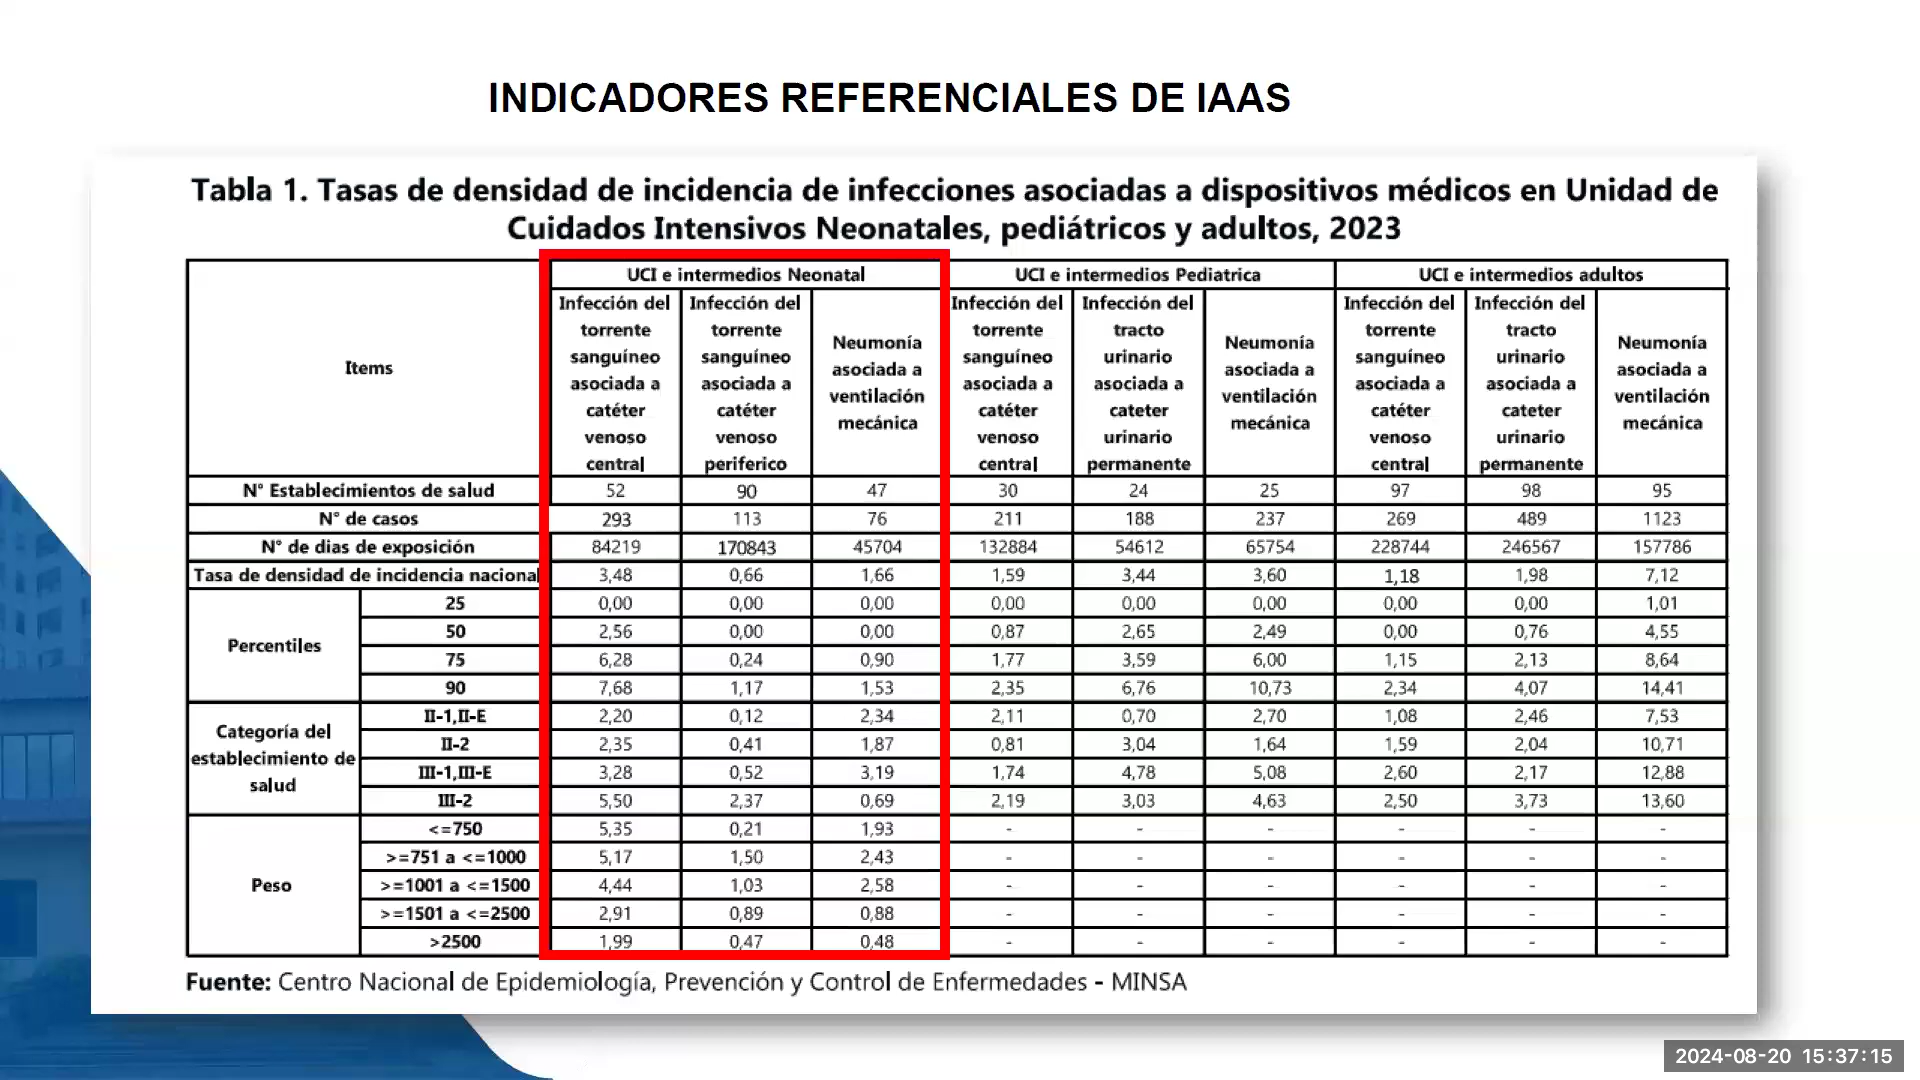 INDICADORES REFERENCIALES DE IAAS
Tabla 1. Tasas de densidad de incidencia de infecciones asociadas a dispositivos médicos en Unidad de
Cuidados Intensivos Neonatales, pediátricos y adultos, 2023
Items
UCI e intermedios Neonatal
UCI e intermedios Pediatrica
UCI e intermedios adultos
Infección del
torrente
sanguíneo
asociada a
catéter
venoso
central
Infección del
torrente
sanguíneo
asociada a
catéter
venoso
periferico
Neumonía
asociada a
ventilación
mecánica
Infección del
torrente
sanguíneo
asociada a
catéter
venoso
central
Infección del
tracto
urinario
asociada a
cateter
urinario
permanente
Neumonía
asociada a
ventilación
mecánica
Infección del
torrente
sanguíneo
asociada a
catéter
venoso
central
Infección del
tracto
urinario
asociada a
cateter
urinario
permanente
Neumonía
asociada a
ventilación
mecánica
N° Establecimientos de salud 52 90 47 30 24 25 97 98 95
N° de casos 293 113 76 211 188 237 269 489 1123
N° de dias de exposición 84219 170843 45704 132884 54612 65754 228744 246567 157786
Tasa de densidad de incidencia nacional 3,48 0,66 1,66 1,59 3,44 3,60 1,18 1,98 7,12
Percentiles
25 0,00 0,00 0,00 0,00 0,00 0,00 0,00 0,00 1,01
50 2,56 0,00 0,00 0,87 2,65 2,49 0,00 0,76 4,55
75 6,28 0,24 0,90 1,77 3,59 6,00 1,15 2,13 8,64
90 7,68 1,17 1,53 2,35 6,76 10,73 2,34 4,07 14,41
Categoría del
establecimiento de
salud
II-1,II-E 2,20 0,12 2,34 2,11 0,70 2,70 1,08 2,46 7,53
II-2 2,35 0,41 1,87 0,81 3,04 1,64 1,59 2,04 10,71
III-1,III-E 3,28 0,52 3,19 1,74 4,78 5,08 2,60 2,17 12,88
III-2 5,50 2,37 0,69 2,19 3,03 4,63 2,50 3,73 13,60
Peso
<=750 5,35 0,21 1,93 - - - - - -
>=751 a <=1000 5,17 1,50 2,43 - - - - - -
>=1001 a <=1500 4,44 1,03 2,58 - - - - - -
>=1501 a <=2500 2,91 0,89 0,88 - - - - - -
>2500 1,99 0,47 0,48 - - - - - -
Fuente: Centro Nacional de Epidemiología, Prevención y Control de Enfermedades - MINSA
2024-08-20 15:37:15